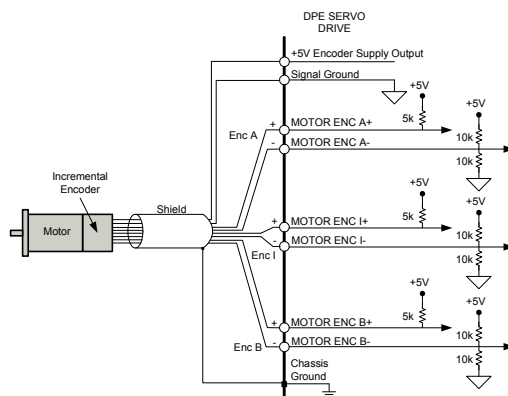 DPE SERVO
DRIVE
+5V Encoder Supply Output
Signal Ground
+5V
+5V
Enc A
+
MOTOR ENC A+
5k
10k
-
MOTOR ENC A-
10k
Incremental
Encoder
Shield
Motor
+5V
+5V
+
MOTOR ENC I+
5k
10k
-
MOTOR ENC I-
Enc I
10k
+5V
+5V
+
MOTOR ENC B+
5k
10k
Enc B
-
MOTOR ENC B-
10k
Chassis
Ground